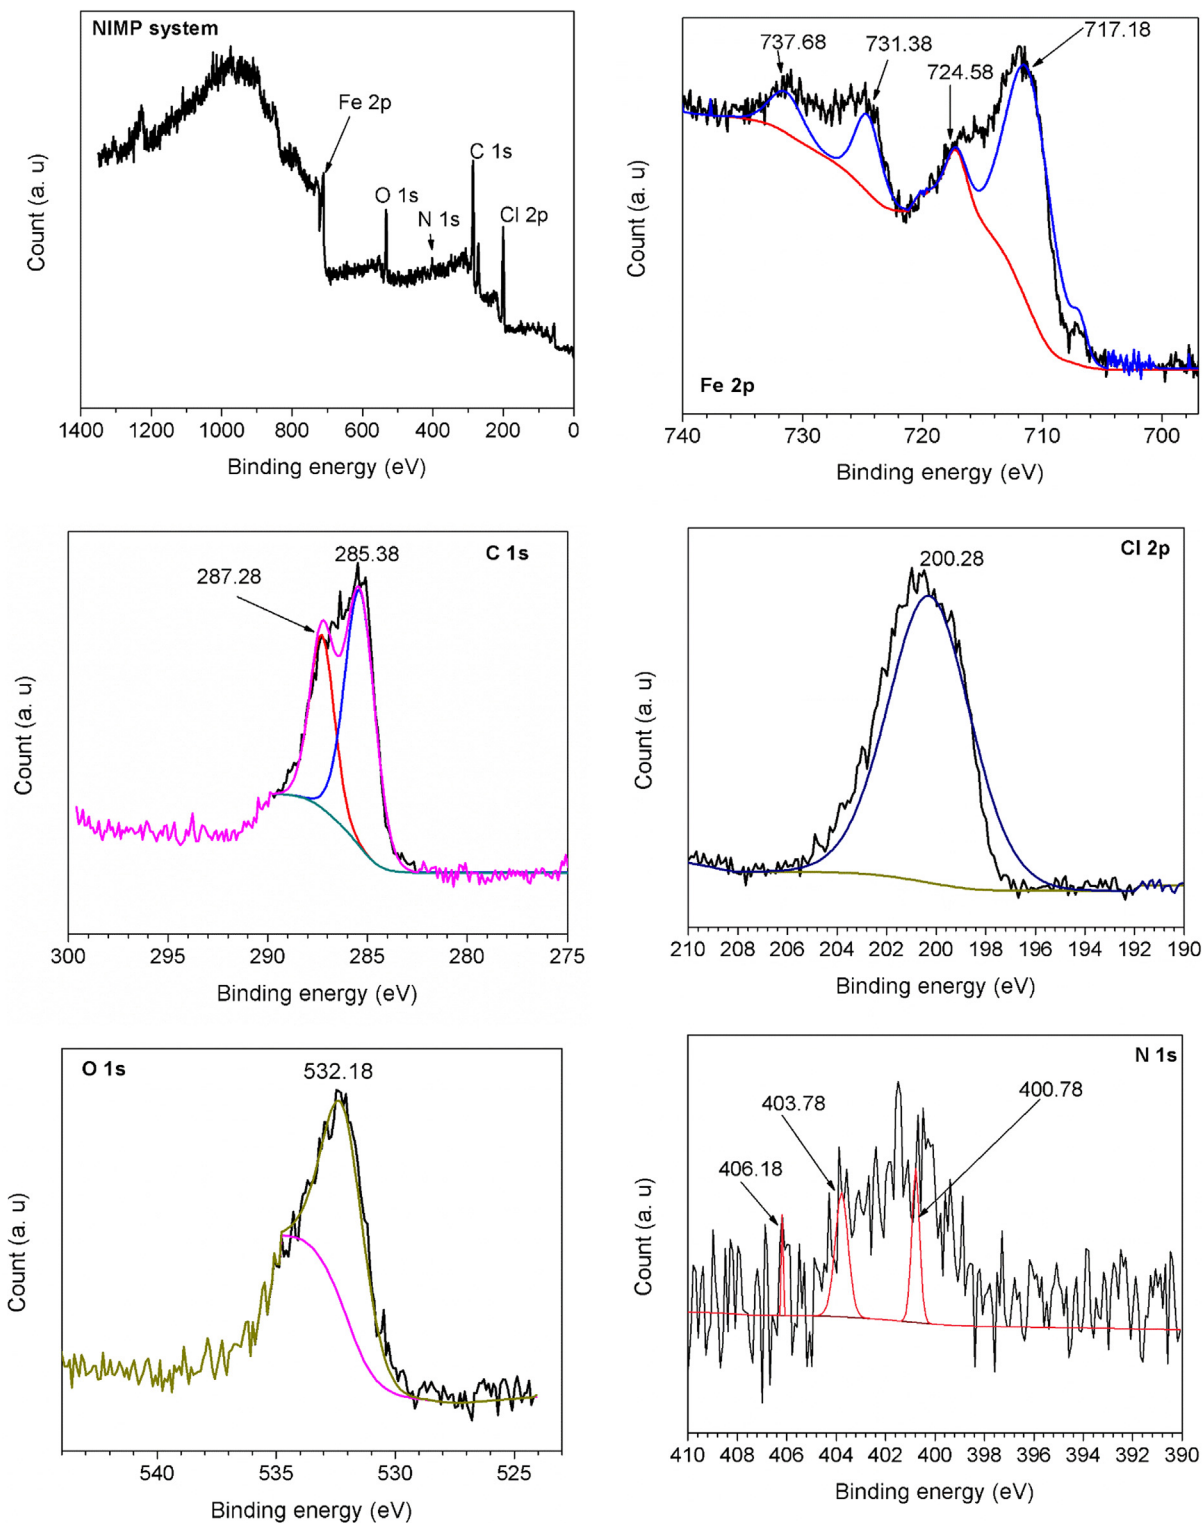 NIMP system
Fe 2p
C 1s
O 1s
N 1s
Cl 2p
Count (a. u)
1400 1200 1000 800 600 400 200 0
Binding energy (eV)
737.68
731.38
724.58
717.18
Fe 2p
Count (a. u)
740 730 720 710 700
Binding energy (eV)
C 1s
285.38
287.28
Count (a. u)
300 295 290 285 280 275
Binding energy (eV)
Cl 2p
200.28
Count (a. u)
210 208 206 204 202 200 198 196 194 192 190
Binding energy (eV)
O 1s
532.18
Count (a. u)
540 535 530 525
Binding energy (eV)
N 1s
403.78
400.78
406.18
Count (a. u)
410 408 406 404 402 400 398 396 394 392 390
Binding energy (eV)